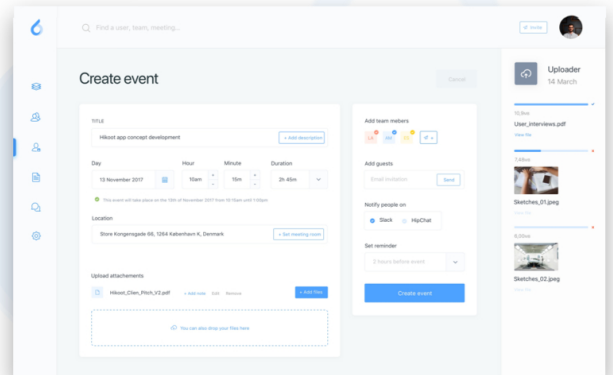 Find a user, team, meeting...
Invite
Create event
Cancel
TITLE
Hikost app concept development
+ Add description
Day
Hour
Minute
Duration
13 November 2017
10am
15m
2h 45m
This event will take place on the 13th of November 2017 from 10:15am until 1:00pm
Location
Store Kongensgade 66, 1264 København K, Denmark
+ Set meeting room
Upload attachements
Hikost_Clien_Pitch_V2.pdf
+ Add note
Edit
Remove
+ Add files
You can also drop your files here
Add team mebers
Add guests
Email invitation
Send
Notify people on
Slack
HipChat
Set reminder
2 hours before event
Create event
Uploader
14 March
User_interviews.pdf
View file
Sketches_01.jpeg
Sketches_02.jpeg